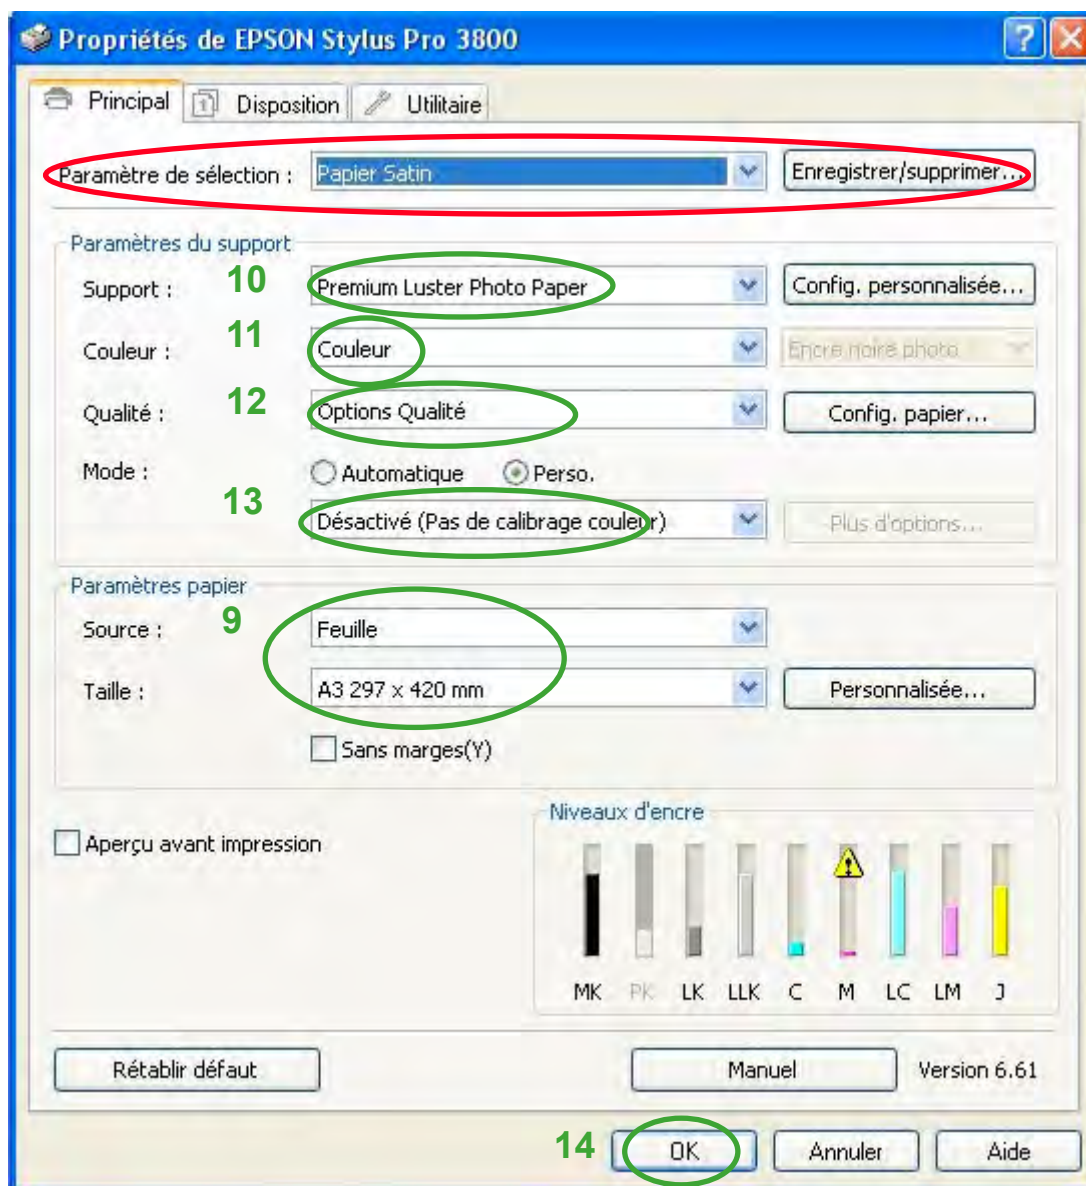 Propriétés de EPSON Stylus Pro 3800
Principal Disposition Utilitaire
Paramètre de sélection : Papier Satin Enregistrer/supprimer...
Paramètres du support
Support : 10 Premium Luster Photo Paper Config. personnalisée...
Couleur : 11 Couleur Encre noire photo
Qualité : 12 Options Qualité Config. papier...
Mode : Automatique Perso.
13 Désactivé (Pas de calibrage couleur) Plus d'options...
Paramètres papier
Source : 9 Feuille
Taille : A3 297 x 420 mm Personnalisée...
Sans marges(Y)
Niveaux d'encre
Aperçu avant impression
MK PK LK LLK C M LC LM J
Rétablir défaut Manuel Version 6.61
14 OK Annuler Aide